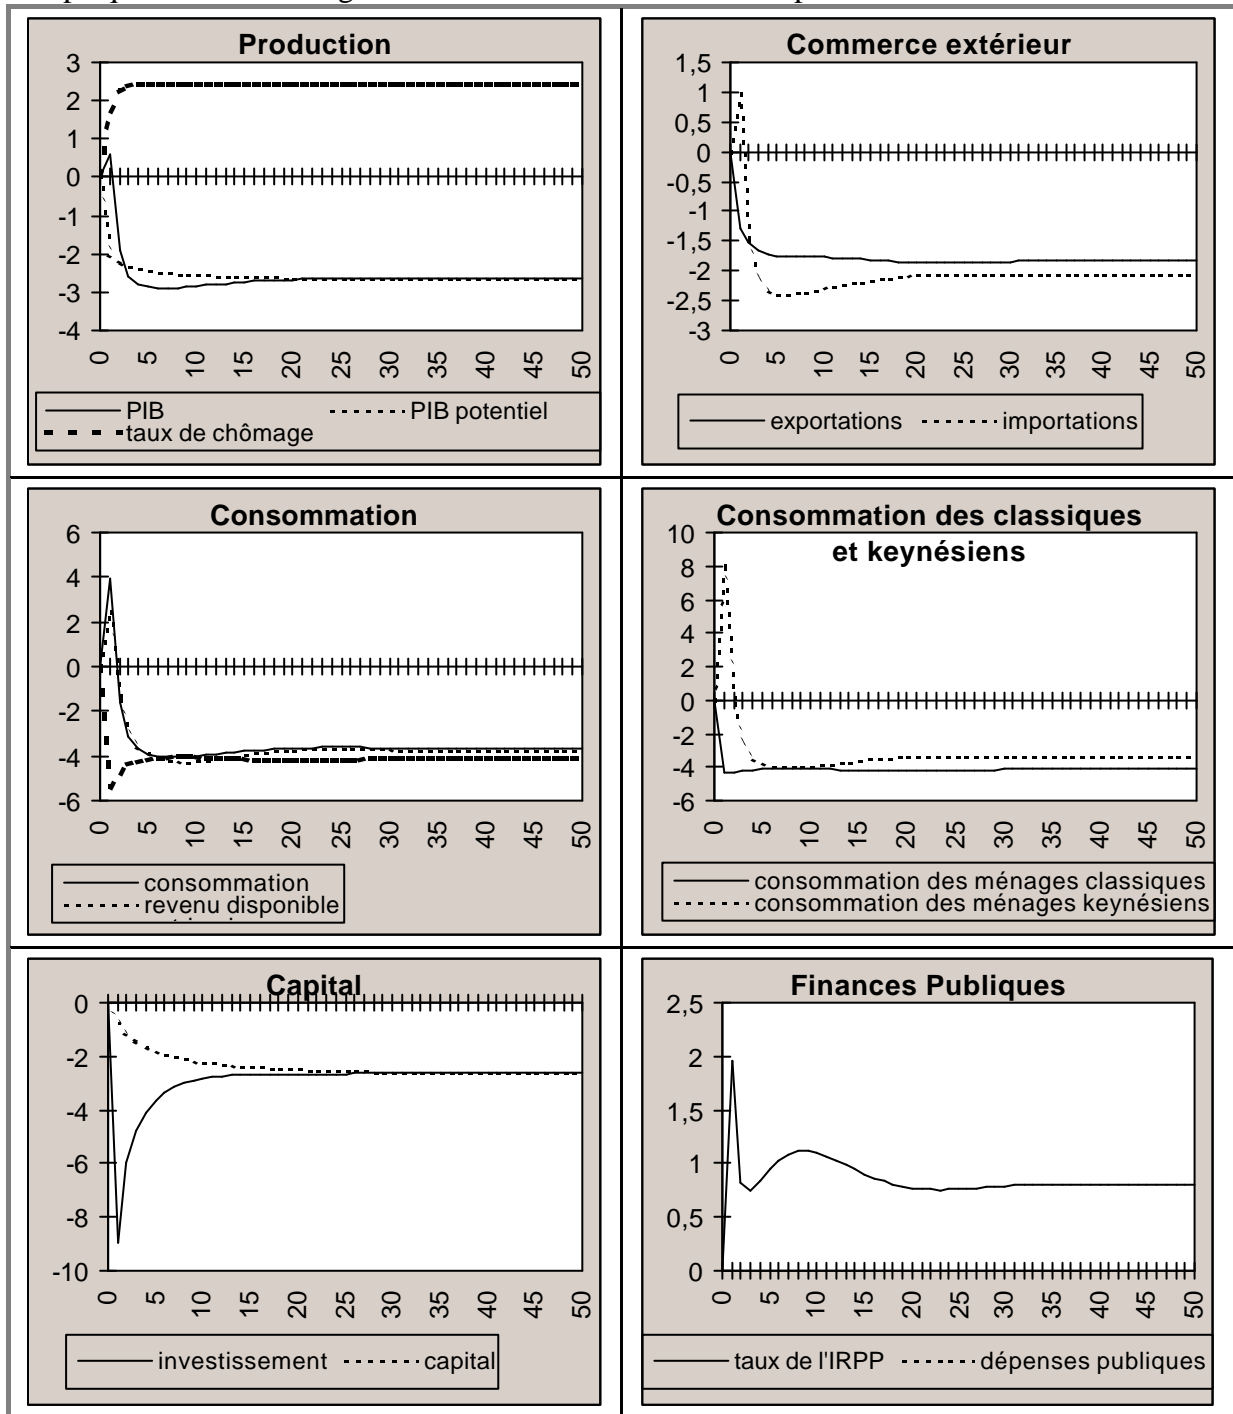 Production
3
2
1
0
-1
-2
-3
-4
0 5 10 15 20 25 30 35 40 45 50
PIB PIB potentiel
taux de chômage
Commerce extérieur
1,5
1
0,5
0
-0,5
-1
-1,5
-2
-2,5
-3
0 5 10 15 20 25 30 35 40 45 50
exportations importations
Consommation
6
4
2
0
-2
-4
-6
0 5 10 15 20 25 30 35 40 45 50
consommation
revenu disponible
Consommation des classiques
et keynésiens
10
8
6
4
2
0
-2
-4
-6
0 5 10 15 20 25 30 35 40 45 50
consommation des ménages classiques
consommation des ménages keynésiens
Capital
0
-2
-4
-6
-8
-10
0 5 10 15 20 25 30 35 40 45 50
investissement capital
Finances Publiques
2,5
2
1,5
1
0,5
0
0 5 10 15 20 25 30 35 40 45 50
taux de l'IRPP dépenses publiques